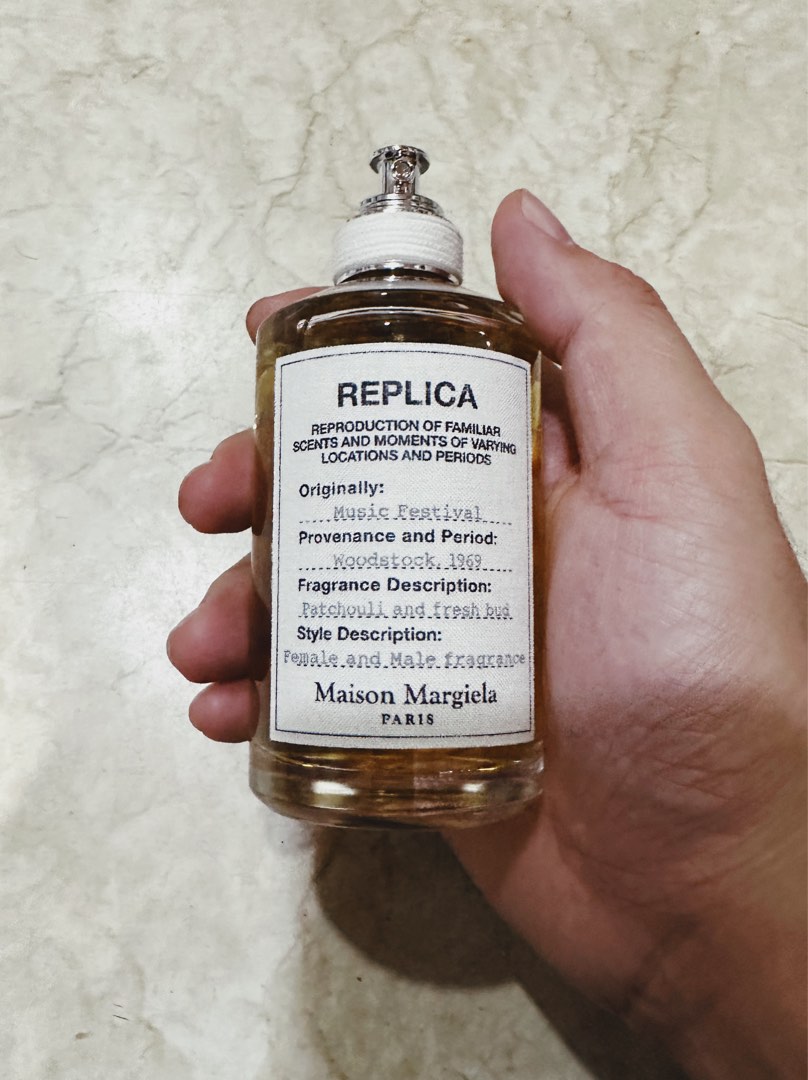 REPLICA
REPRODUCTION OF FAMILIAR
SCENTS AND MOMENTS OF VARYING
LOCATIONS AND PERIODS
Originally:
Music Festival
Provenance and Period:
Woodstock, 1969
Fragrance Description:
Patchouli and fresh bud
Style Description:
Female and Male fragrance
Maison Margiela
PARIS